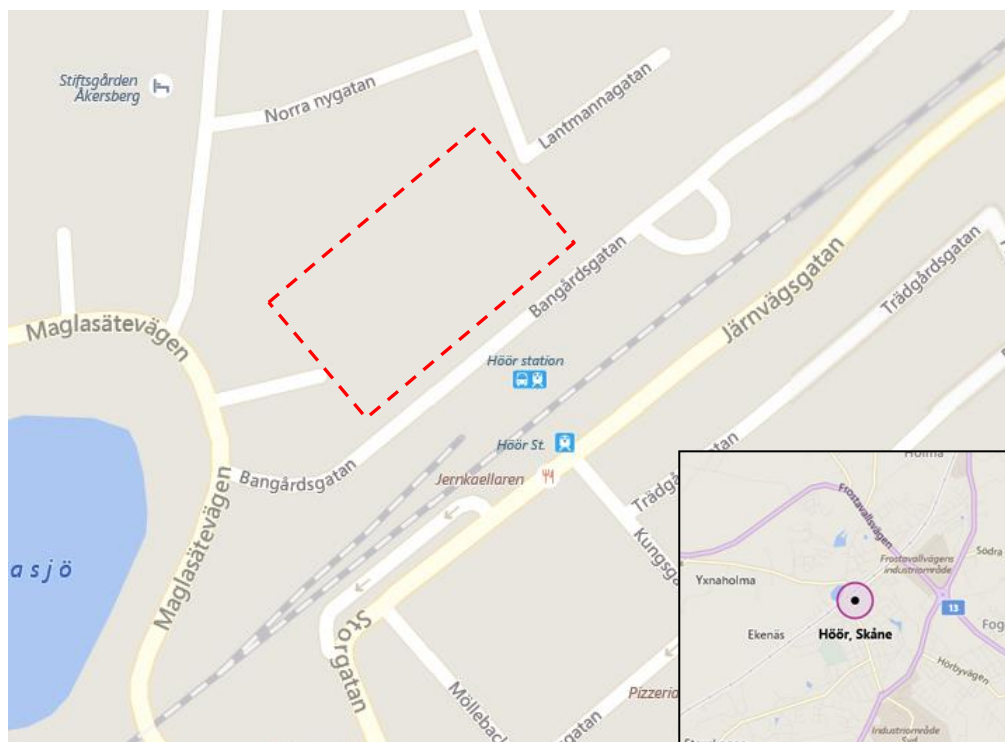 Stiftsgården
Åkersberg
Norra nygatan
Lantmannagatan
Bangårdsgatan
Järnvägsgatan
Trädgårdsgatan
Maglasätevägen
Höör station
Höör St.
Jernkaellaren
Bangårdsgatan
Maglasätevägen
asjö
Storgatan
Pizzeria
Holma
Frostavallsvägen
Frostavallvägens
industriområde
Södra
Yxnaholma
13
Ekenäs
Höör, Skåne
Hörbyvägen
Industriområde